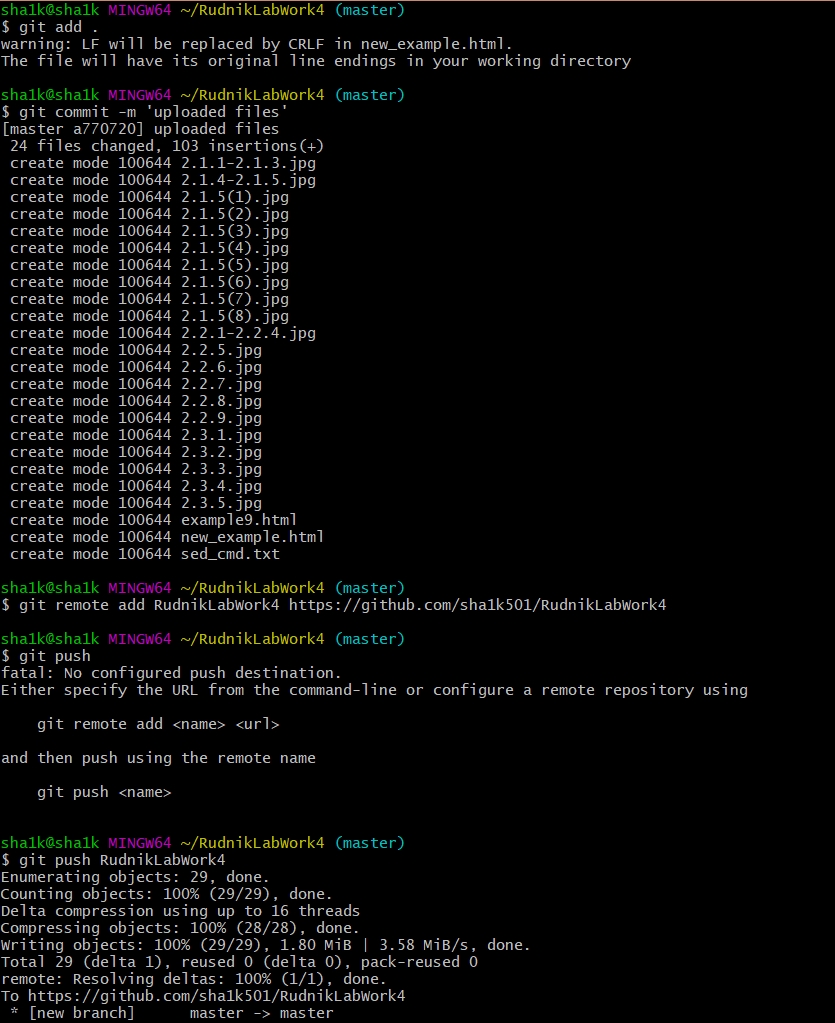 sha1k@sha1k MINGW64 ~/RudnikLabWork4 (master)
$ git add .
warning: LF will be replaced by CRLF in new_example.html.
The file will have its original line endings in your working directory
sha1k@sha1k MINGW64 ~/RudnikLabWork4 (master)
$ git commit -m 'uploaded files'
[master a770720] uploaded files
 24 files changed, 103 insertions(+)
 create mode 100644 2.1.1-2.1.3.jpg
 create mode 100644 2.1.4-2.1.5.jpg
 create mode 100644 2.1.5(1).jpg
 create mode 100644 2.1.5(2).jpg
 create mode 100644 2.1.5(3).jpg
 create mode 100644 2.1.5(4).jpg
 create mode 100644 2.1.5(5).jpg
 create mode 100644 2.1.5(6).jpg
 create mode 100644 2.1.5(7).jpg
 create mode 100644 2.1.5(8).jpg
 create mode 100644 2.2.1-2.2.4.jpg
 create mode 100644 2.2.5.jpg
 create mode 100644 2.2.6.jpg
 create mode 100644 2.2.7.jpg
 create mode 100644 2.2.8.jpg
 create mode 100644 2.2.9.jpg
 create mode 100644 2.3.1.jpg
 create mode 100644 2.3.2.jpg
 create mode 100644 2.3.3.jpg
 create mode 100644 2.3.4.jpg
 create mode 100644 2.3.5.jpg
 create mode 100644 example9.html
 create mode 100644 new_example.html
 create mode 100644 sed_cmd.txt
sha1k@sha1k MINGW64 ~/RudnikLabWork4 (master)
$ git remote add RudnikLabWork4 https://github.com/sha1k501/RudnikLabWork4
sha1k@sha1k MINGW64 ~/RudnikLabWork4 (master)
$ git push
fatal: No configured push destination.
Either specify the URL from the command-line or configure a remote repository using
    git remote add <name> <url>
and then push using the remote name
    git push <name>
sha1k@sha1k MINGW64 ~/RudnikLabWork4 (master)
$ git push RudnikLabWork4
Enumerating objects: 29, done.
Counting objects: 100% (29/29), done.
Delta compression using up to 16 threads
Compressing objects: 100% (28/28), done.
Writing objects: 100% (29/29), 1.80 MiB | 3.58 MiB/s, done.
Total 29 (delta 1), reused 0 (delta 0), pack-reused 0
remote: Resolving deltas: 100% (1/1), done.
To https://github.com/sha1k501/RudnikLabWork4
 * [new branch]      master -> master